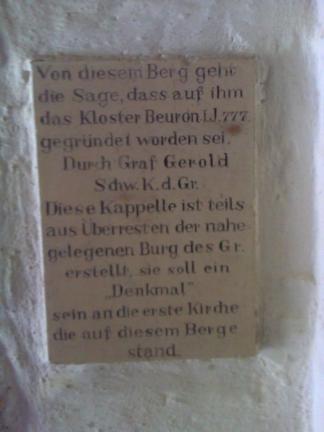 Von diesem Berg geht
die Sage, dass auf ihm
das Kloster Beuron i.J. 777.
gegründet worden sei.
Durch Graf Gerold
Schw. K. d. Gr.
Diese Kappelle ist teils
aus Überresten der nahe
gelegenen Burg des Gr.
erstellt, sie soll ein
„Denkmal"
sein an die erste Kirche
die auf diesem Berge
stand.